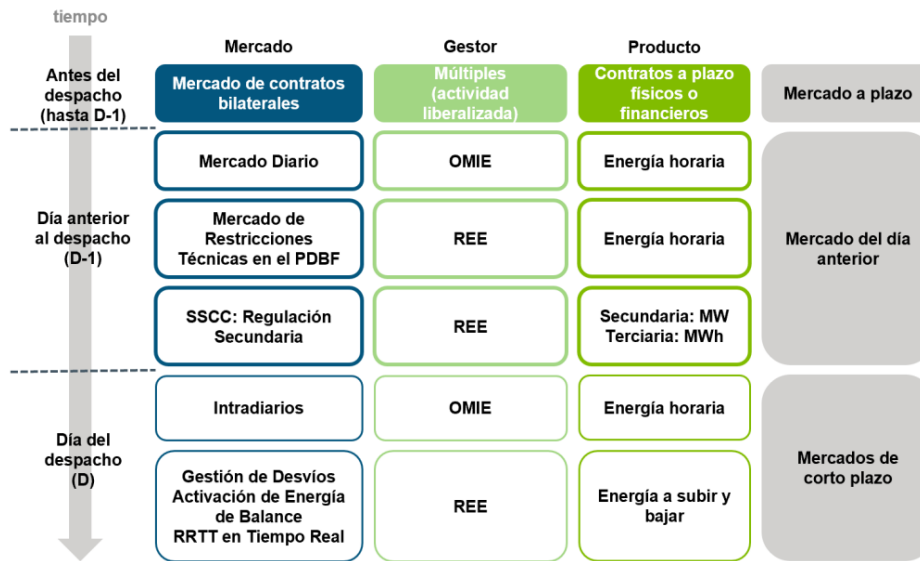 tiempo
Mercado
Gestor
Producto
Antes del
despacho
(hasta D-1)
Mercado de contratos
bilaterales
Múltiples
(actividad
liberalizada)
Contratos a plazo
físicos o
financieros
Mercado a plazo
Día anterior
al despacho
(D-1)
Mercado Diario
OMIE
Energía horaria
Mercado de
Restricciones
Técnicas en el PDBF
REE
Energía horaria
SSCC: Regulación
Secundaria
REE
Secundaria: MW
Terciaria: MWh
Mercado del día
anterior
Día del
despacho
(D)
Intradiarios
OMIE
Energía horaria
Gestión de Desvíos
Activación de Energía
de Balance
RRTT en Tiempo Real
REE
Energía a subir y
bajar
Mercados de
corto plazo